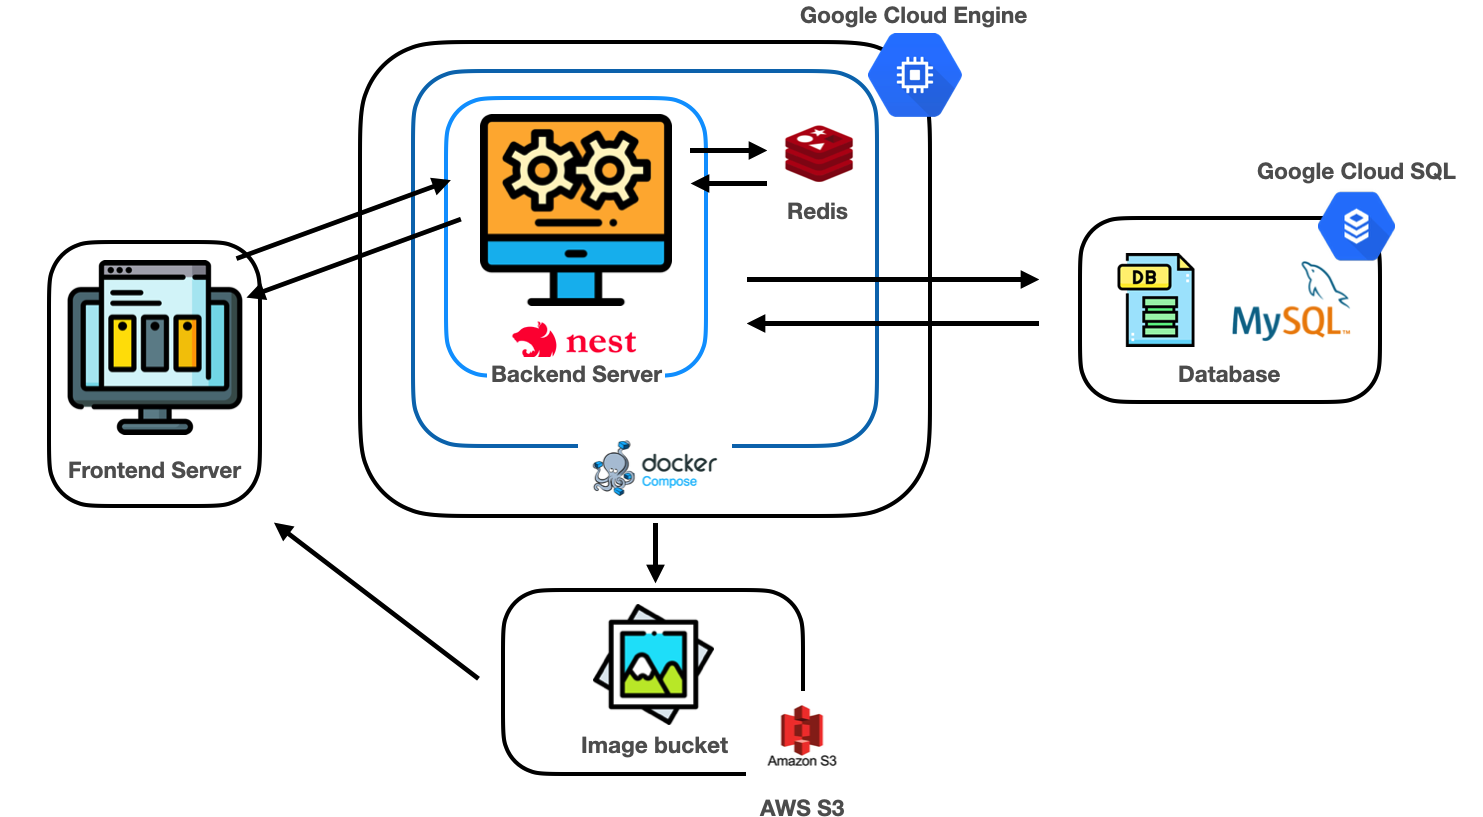 Google Cloud Engine
Redis
Google Cloud SQL
DB
MySQL™
Database
nest
Backend Server
docker
Compose
Frontend Server
Image bucket
Amazon S3
AWS S3